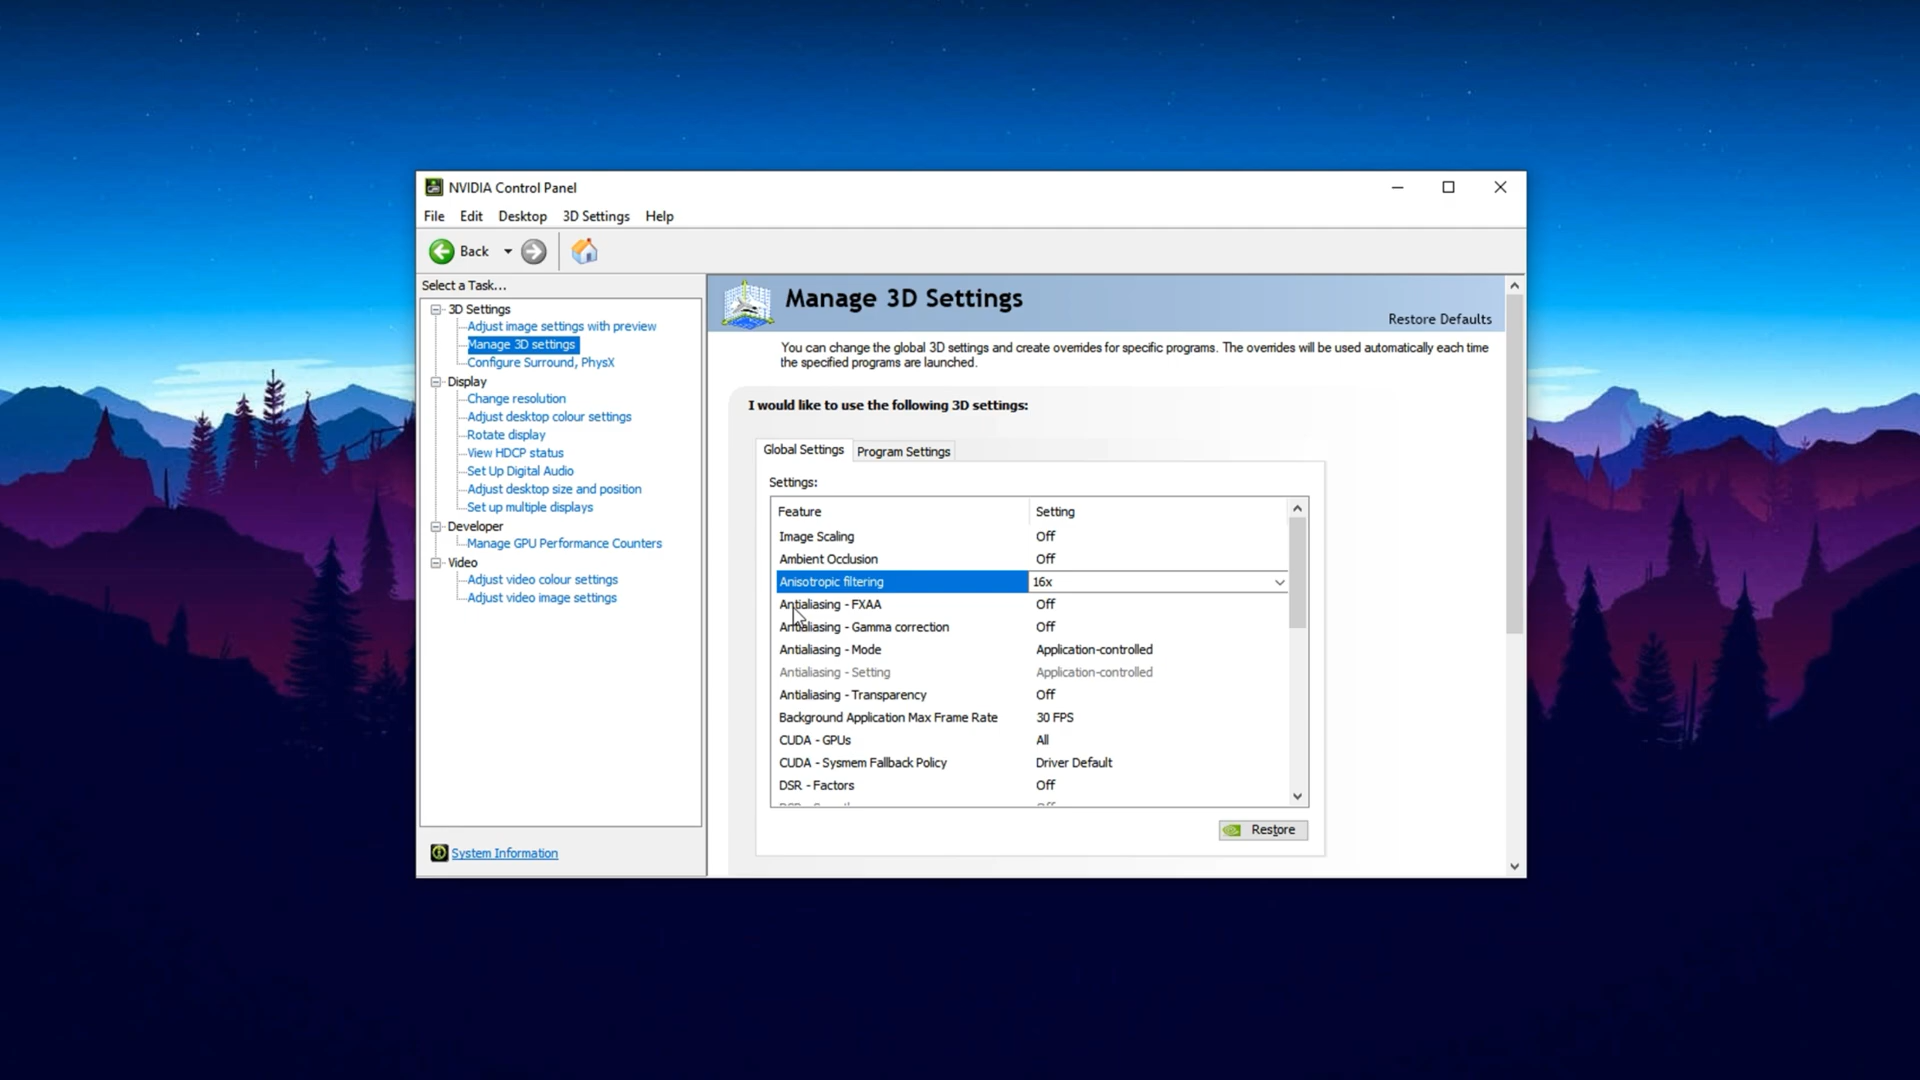 NVIDIA Control Panel
File Edit Desktop 3D Settings Help
Back
Select a Task...
3D Settings
Adjust image settings with preview
Manage 3D settings
Configure Surround, PhysX
Display
Change resolution
Adjust desktop colour settings
Rotate display
View HDCP status
Set Up Digital Audio
Adjust desktop size and position
Set up multiple displays
Developer
Manage GPU Performance Counters
Video
Adjust video colour settings
Adjust video image settings
System Information
Manage 3D Settings
Restore Defaults
You can change the global 3D settings and create overrides for specific programs. The overrides will be used automatically each time
the specified programs are launched.
I would like to use the following 3D settings:
Global Settings Program Settings
Settings:
Feature Setting
Image Scaling Off
Ambient Occlusion Off
Anisotropic filtering 16x
Antialiasing - FXAA Off
Antialiasing - Gamma correction Off
Antialiasing - Mode Application-controlled
Antialiasing - Setting Application-controlled
Antialiasing - Transparency Off
Background Application Max Frame Rate 30 FPS
CUDA - GPUs All
CUDA - Sysmem Fallback Policy Driver Default
DSR - Factors Off
Restore